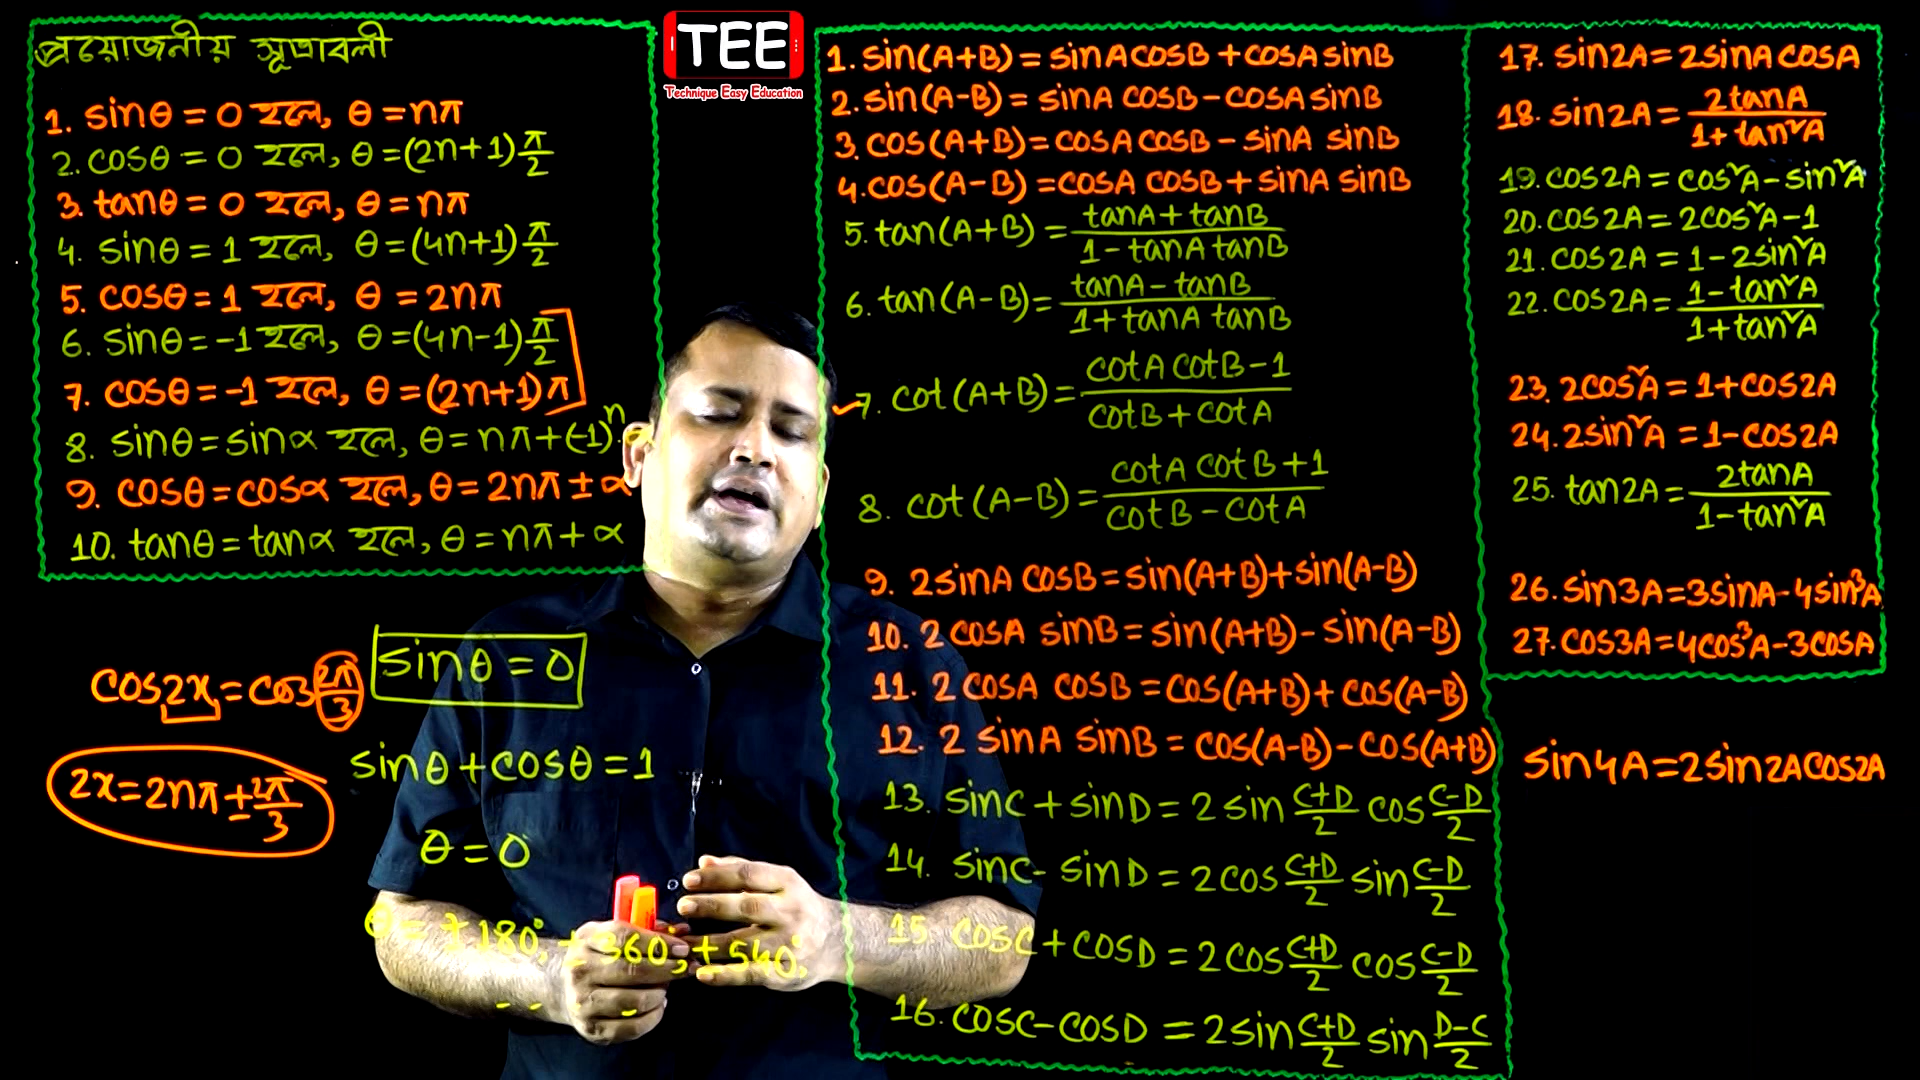 প্রয়োজনীয় সূত্রাবলী
1. sinθ = 0 হলে, θ = nπ
2. cosθ = 0 হলে, θ = (2n+1)π/2
3. tanθ = 0 হলে, θ = nπ
4. sinθ = 1 হলে, θ = (4n+1)π/2
5. cosθ = 1 হলে, θ = 2nπ
6. sinθ = -1 হলে, θ = (4n-1)π/2
7. cosθ = -1 হলে, θ = (2n+1)π
8. sinθ = sinα হলে, θ = nπ + (-1)ⁿ.α
9. cosθ = cosα হলে, θ = 2nπ ± α
10. tanθ = tanα হলে, θ = nπ + α
cos2x = cos 2π/3
2x = 2nπ ± 2π/3
sinθ = 0
sinθ + cosθ = 1
θ = 0
θ = ±180°, ± 360°, ± 540°,
- - -
TEE
Technique Easy Education
1. sin(A+B) = sinA cosB + cosA sinB
2. sin(A-B) = sinA cosB - cosA sinB
3. cos(A+B) = cosA cosB - sinA sinB
4. cos(A-B) = cosA cosB + sinA sinB
5. tan(A+B) = (tanA + tanB)/(1 - tanA tanB)
6. tan(A-B) = (tanA - tanB)/(1 + tanA tanB)
7. cot(A+B) = (cotA cotB - 1)/(cotB + cotA)
8. cot(A-B) = (cotA cotB + 1)/(cotB - cotA)
9. 2sinA cosB = sin(A+B) + sin(A-B)
10. 2 cosA sinB = sin(A+B) - sin(A-B)
11. 2 cosA cosB = cos(A+B) + cos(A-B)
12. 2 sinA sinB = cos(A-B) - cos(A+B)
13. sinC + sinD = 2 sin (C+D)/2 cos (C-D)/2
14. sinC - sinD = 2cos (C+D)/2 sin (C-D)/2
15 cosC + cosD = 2cos (C+D)/2 cos (C-D)/2
16. cosC - cosD = 2sin (C+D)/2 sin (D-C)/2
17. sin2A = 2sinA cosA
18. sin2A = 2tanA/(1+tan²A)
19. cos2A = cos²A - sin²A
20. cos2A = 2cos²A - 1
21. cos2A = 1 - 2sin²A
22. cos2A = (1-tan²A)/(1+tan²A)
23. 2cos²A = 1 + cos2A
24. 2sin²A = 1 - cos2A
25. tan2A = 2tanA/(1-tan²A)
26. sin3A = 3sinA - 4sin³A
27. cos3A = 4cos³A - 3cosA
sin4A = 2sin2A cos2A